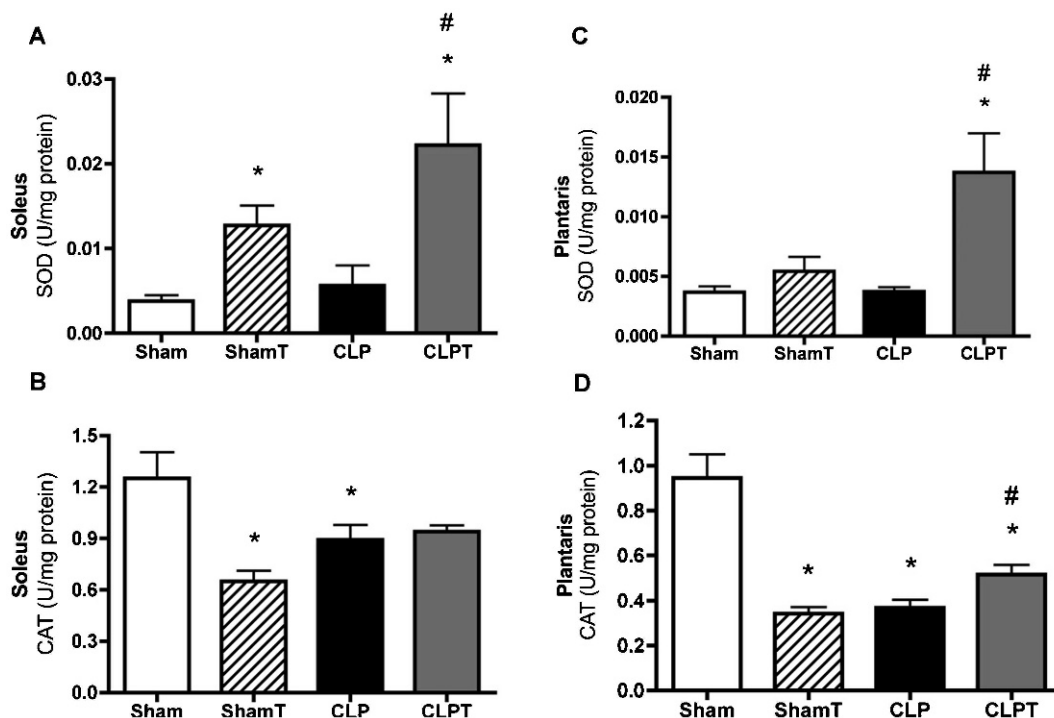 A
Soleus
SOD (U/mg protein)
0.03
0.02
0.01
0.00
*
#
*
Sham ShamT CLP CLPT
C
Plantaris
SOD (U/mg protein)
0.020
0.015
0.010
0.005
0.000
#
*
Sham ShamT CLP CLPT
B
Soleus
CAT (U/mg protein)
1.5
1.2
0.9
0.6
0.3
0.0
*
*
Sham ShamT CLP CLPT
D
Plantaris
CAT (U/mg protein)
1.2
1.0
0.8
0.6
0.4
0.2
0.0
*
*
#
*
Sham ShamT CLP CLPT